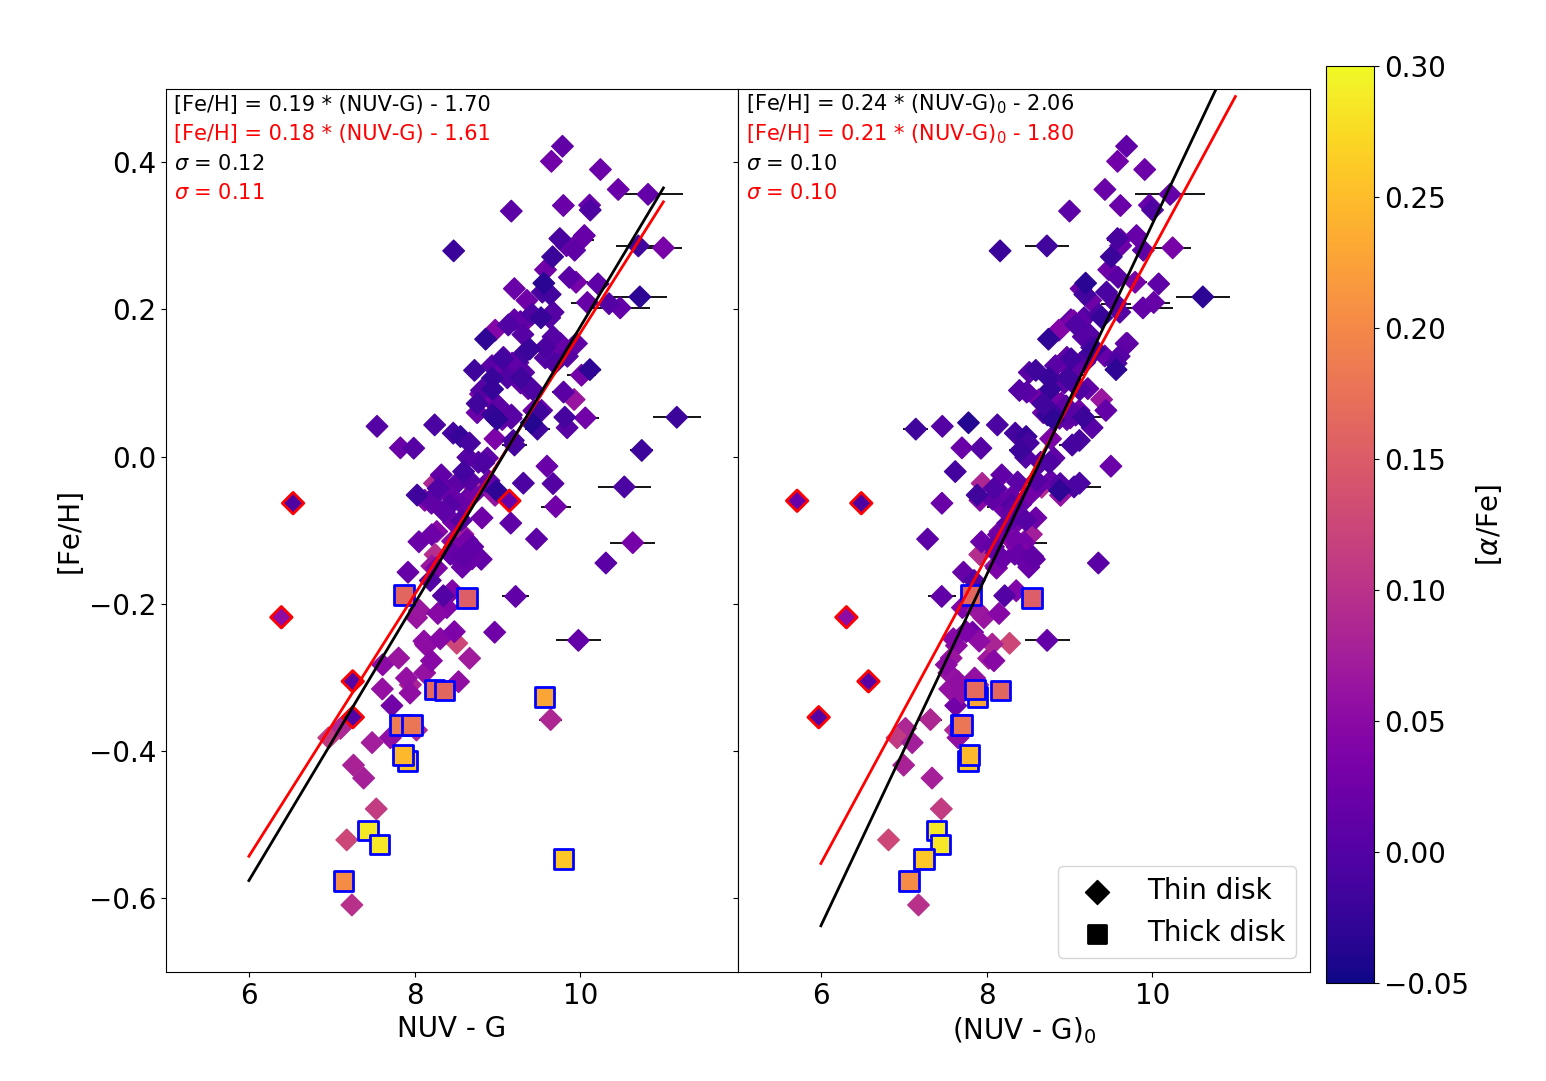 [Fe/H] = 0.19 * (NUV-G) - 1.70
[Fe/H] = 0.18 * (NUV-G) - 1.61
σ = 0.12
σ = 0.11
[Fe/H] = 0.24 * (NUV-G)₀ - 2.06
[Fe/H] = 0.21 * (NUV-G)₀ - 1.80
σ = 0.10
σ = 0.10
0.4
0.2
0.0
−0.2
−0.4
−0.6
[Fe/H]
6 8 10
NUV - G
6 8 10
(NUV - G)₀
Thin disk
Thick disk
0.30
0.25
0.20
0.15
0.10
0.05
0.00
−0.05
[α/Fe]